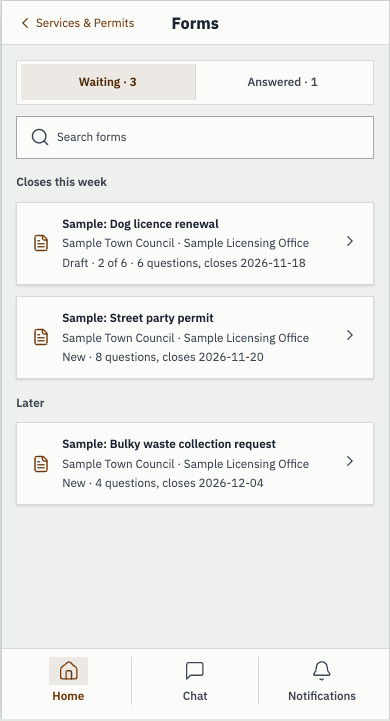 Services & Permits
Forms
Waiting · 3
Answered · 1
Search forms
Closes this week
Sample: Dog licence renewal
Sample Town Council · Sample Licensing Office
Draft · 2 of 6 · 6 questions, closes 2026-11-18
Sample: Street party permit
Sample Town Council · Sample Licensing Office
New · 8 questions, closes 2026-11-20
Later
Sample: Bulky waste collection request
Sample Town Council · Sample Licensing Office
New · 4 questions, closes 2026-12-04
Home
Chat
Notifications